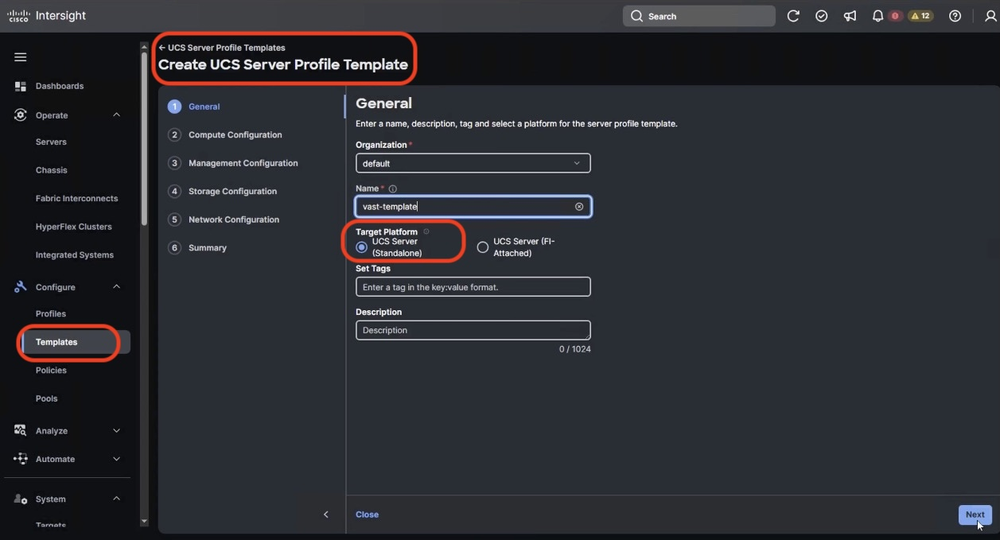 CISCO Intersight
Search
12
Dashboards
Operate
Servers
Chassis
Fabric Interconnects
HyperFlex Clusters
Integrated Systems
Configure
Profiles
Templates
Policies
Pools
Analyze
Automate
System
Targets
← UCS Server Profile Templates
Create UCS Server Profile Template
1 General
2 Compute Configuration
3 Management Configuration
4 Storage Configuration
5 Network Configuration
6 Summary
General
Enter a name, description, tag and select a platform for the server profile template.
Organization *
default
Name *
vast-template
Target Platform
UCS Server
(Standalone)
UCS Server (FI-
Attached)
Set Tags
Enter a tag in the key:value format.
Description
Description
0 / 1024
Close
Next